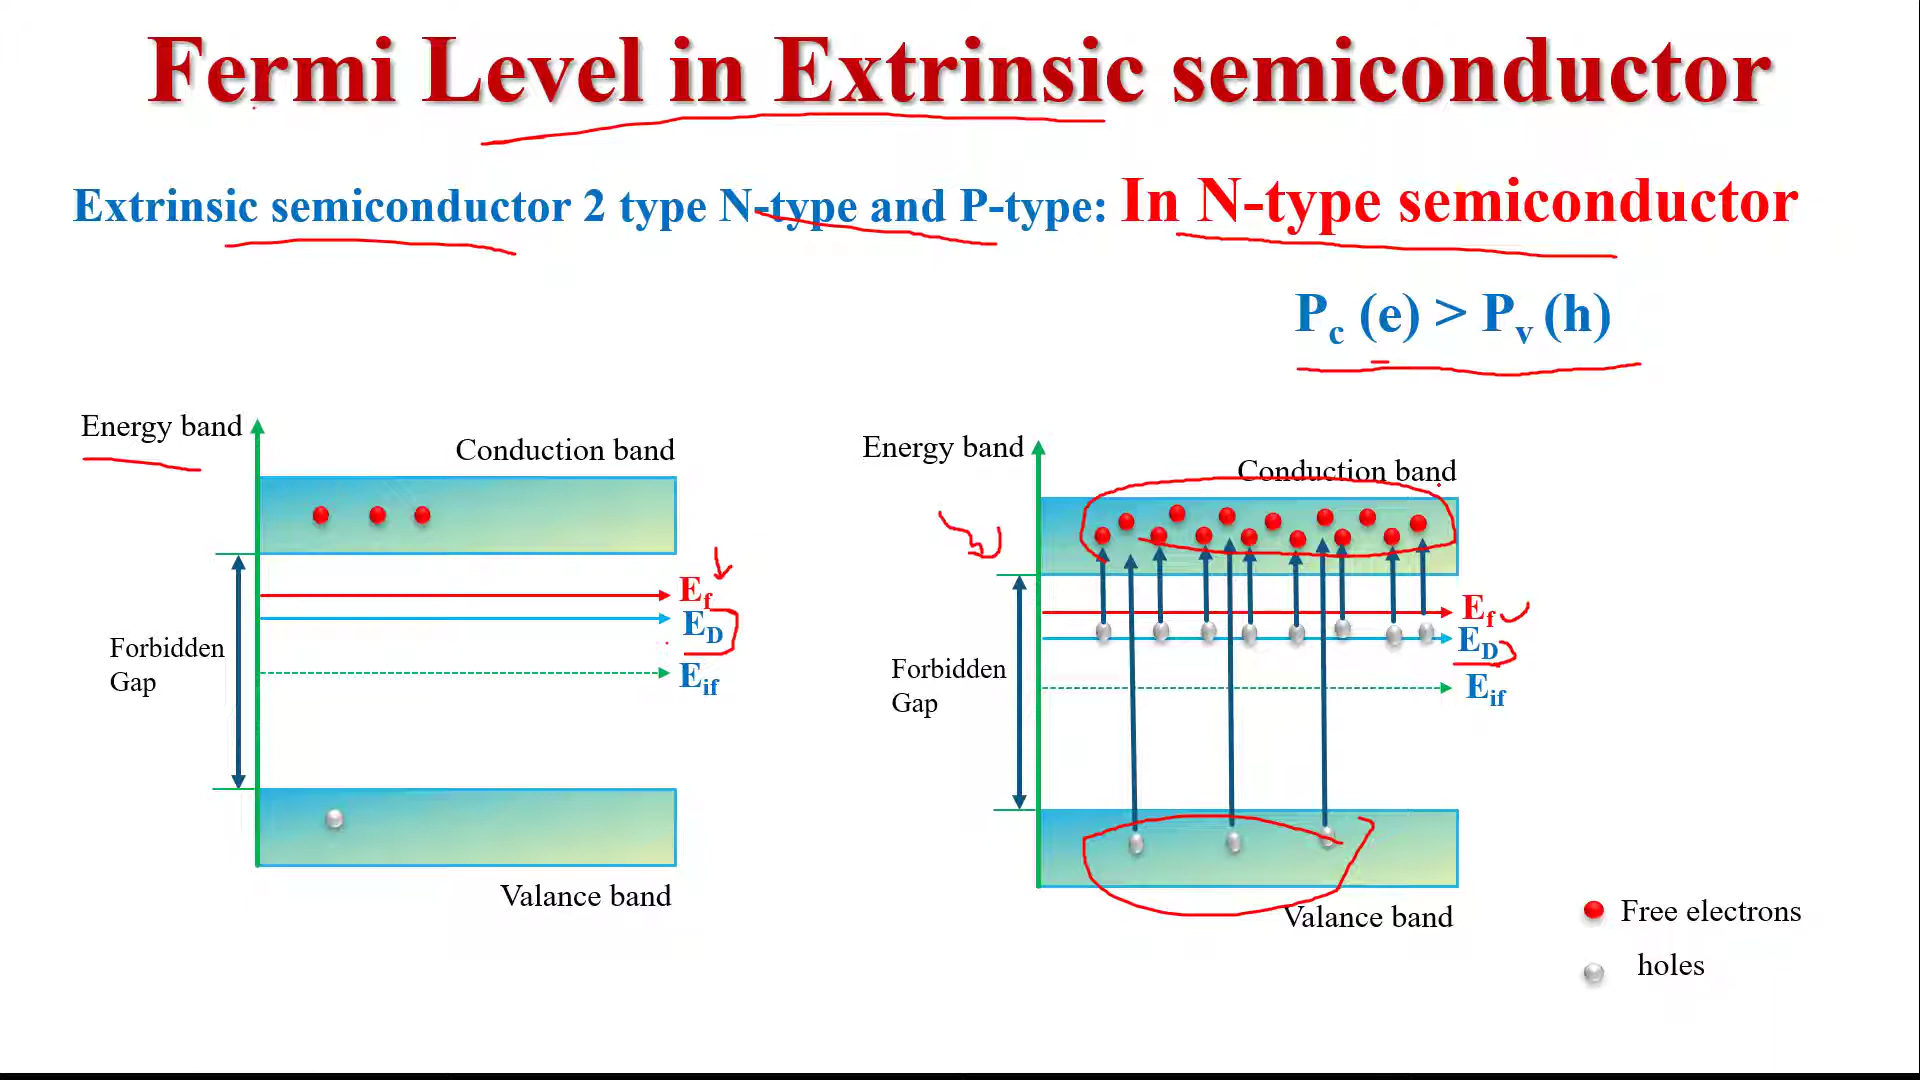 Fermi Level in Extrinsic semiconductor
Extrinsic semiconductor 2 type N-type and P-type: In N-type semiconductor
Pc (e) > Pv (h)
Energy band
Conduction band
Ef
ED
Eif
Forbidden
Gap
Valance band
Energy band
Conduction band
Ef
ED
Eif
Forbidden
Gap
Valance band
Free electrons
holes